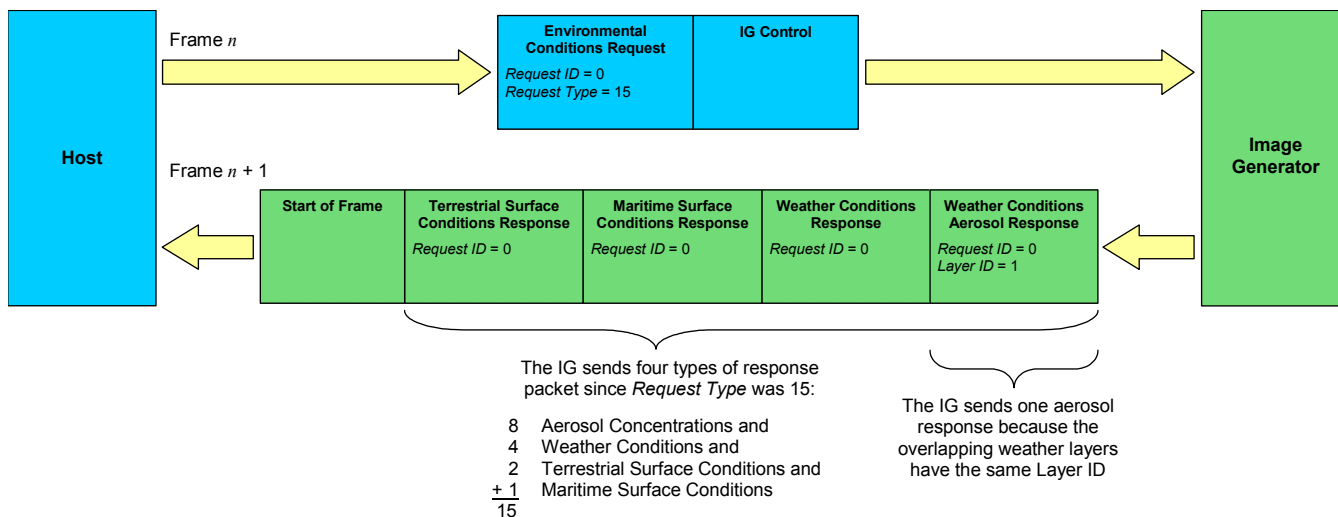 Host
Frame n
Environmental
Conditions Request
Request ID = 0
Request Type = 15
IG Control
Image
Generator
Frame n + 1
Start of Frame
Terrestrial Surface
Conditions Response
Request ID = 0
Maritime Surface
Conditions Response
Request ID = 0
Weather Conditions
Response
Request ID = 0
Weather Conditions
Aerosol Response
Request ID = 0
Layer ID = 1
The IG sends four types of response
packet since Request Type was 15:
8 Aerosol Concentrations and
4 Weather Conditions and
2 Terrestrial Surface Conditions and
+ 1 Maritime Surface Conditions
15
The IG sends one aerosol
response because the
overlapping weather layers
have the same Layer ID